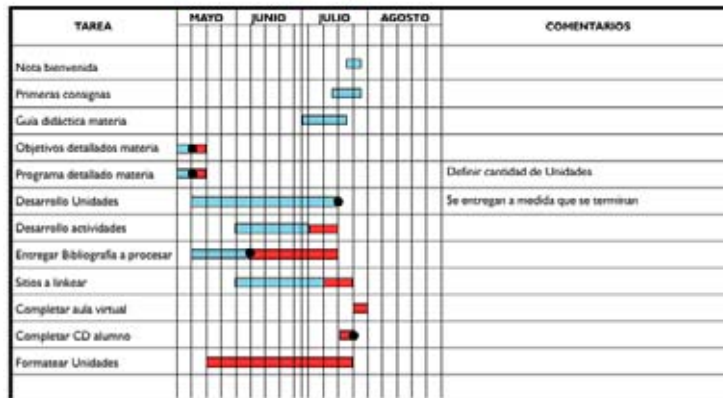 TAREA MAYO JUNIO JULIO AGOSTO COMENTARIOS
Nota bienvenida
Primeras consignas
Guía didáctica materia
Objetivos detallados materia
Programa detallado materia Definir cantidad de Unidades
Desarrollo Unidades Se entregan a medida que se terminan
Desarrollo actividades
Entregar Bibliografía a procesar
Sitios a linkear
Completar aula virtual
Completar CD alumno
Formatear Unidades